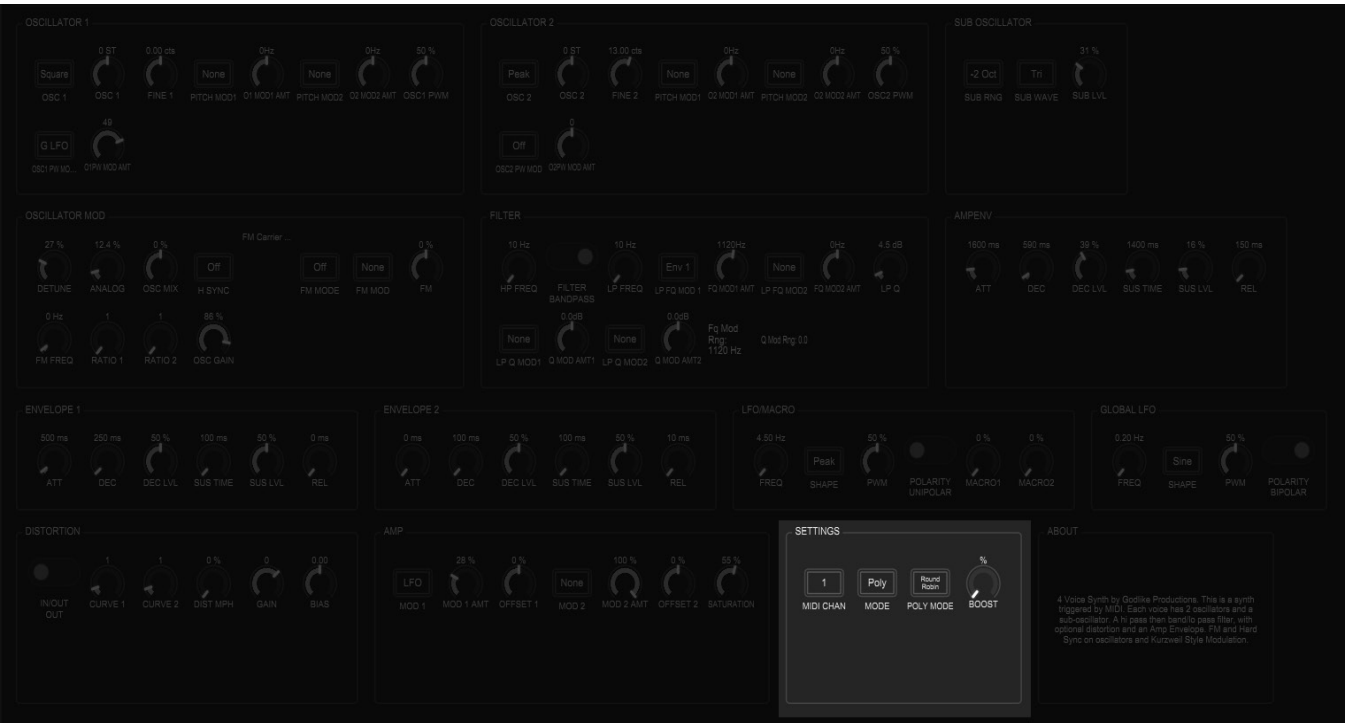 OSCILLATOR 1
0 ST 0.00 cts 0Hz 0Hz 50 %
Square None None
OSC 1 OSC 1 FINE 1 PITCH MOD1 O1 MOD1 AMT PITCH MOD2 O2 MOD2 AMT OSC1 PWM
49
G LFO
OSC1 PW MO... O1PW MOD AMT
OSCILLATOR 2
0 ST 13.00 cts 0Hz 0Hz 50 %
Peak None None
OSC 2 OSC 2 FINE 2 PITCH MOD1 O2 MOD1 AMT PITCH MOD2 O2 MOD2 AMT OSC2 PWM
0
Off
OSC2 PW MOD O2PW MOD AMT
SUB OSCILLATOR
31 %
-2 Oct Tri
SUB RNG SUB WAVE SUB LVL
OSCILLATOR MOD
FM Carrier ...
27 % 12.4 % 0 % 0 %
Off Off None
DETUNE ANALOG OSC MIX H SYNC FM MODE FM MOD FM
0 Hz 1 1 86 %
FM FREQ RATIO 1 RATIO 2 OSC GAIN
FILTER
10 Hz 10 Hz 1120Hz 0Hz 4.5 dB
Env 1 None
HP FREQ FILTER LP FREQ LP FQ MOD 1 FQ MOD1 AMT LP FQ MOD2 FQ MOD2 AMT LP Q
BANDPASS
0.0dB 0.0dB
None None
LP Q MOD1 Q MOD AMT1 LP Q MOD2 Q MOD AMT2
Fq Mod
Rng:
1120 Hz
Q Mod Rng: 0.0
AMPENV
1600 ms 590 ms 39 % 1400 ms 16 % 150 ms
ATT DEC DEC LVL SUS TIME SUS LVL REL
ENVELOPE 1
500 ms 250 ms 50 % 100 ms 50 % 0 ms
ATT DEC DEC LVL SUS TIME SUS LVL REL
ENVELOPE 2
0 ms 100 ms 50 % 100 ms 50 % 10 ms
ATT DEC DEC LVL SUS TIME SUS LVL REL
LFO/MACRO
4.50 Hz 50 % 0 % 0 %
Peak
FREQ SHAPE PWM POLARITY MACRO1 MACRO2
UNIPOLAR
GLOBAL LFO
0.20 Hz 50 %
Sine
FREQ SHAPE PWM POLARITY
BIPOLAR
DISTORTION
1 1 0 % 0 0.00
IN/OUT CURVE 1 CURVE 2 DIST MPH GAIN BIAS
OUT
AMP
28 % 0 % 100 % 0 % 55 %
LFO None
MOD 1 MOD 1 AMT OFFSET 1 MOD 2 MOD 2 AMT OFFSET 2 SATURATION
SETTINGS
%
1 Poly Round
Robin
MIDI CHAN MODE POLY MODE BOOST
ABOUT
4 Voice Synth by Godlike Productions. This is a synth
triggered by MIDI. Each voice has 2 oscillators and a
sub-oscillator. A hi pass then band/lo pass filter, with
optional distortion and an Amp Envelope. FM and Hard
Sync on oscillators and Kurzweil Style Modulation.